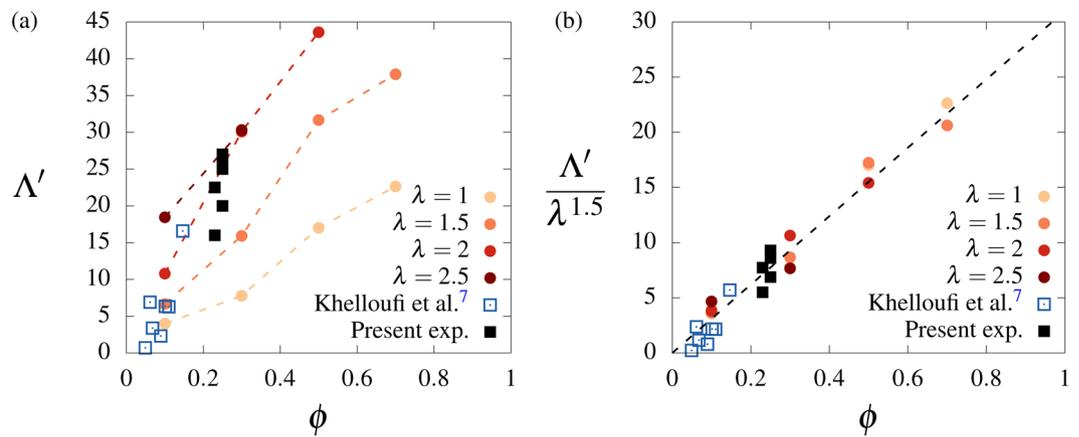 (a)
45
40
35
30
25
20
15
10
5
0
Λ′
0 0.2 0.4 0.6 0.8 1
ϕ
λ = 1
λ = 1.5
λ = 2
λ = 2.5
Khelloufi et al.7
Present exp.
(b)
30
25
20
15
10
5
0
Λ′
λ1.5
0 0.2 0.4 0.6 0.8 1
ϕ
λ = 1
λ = 1.5
λ = 2
λ = 2.5
Khelloufi et al.7
Present exp.